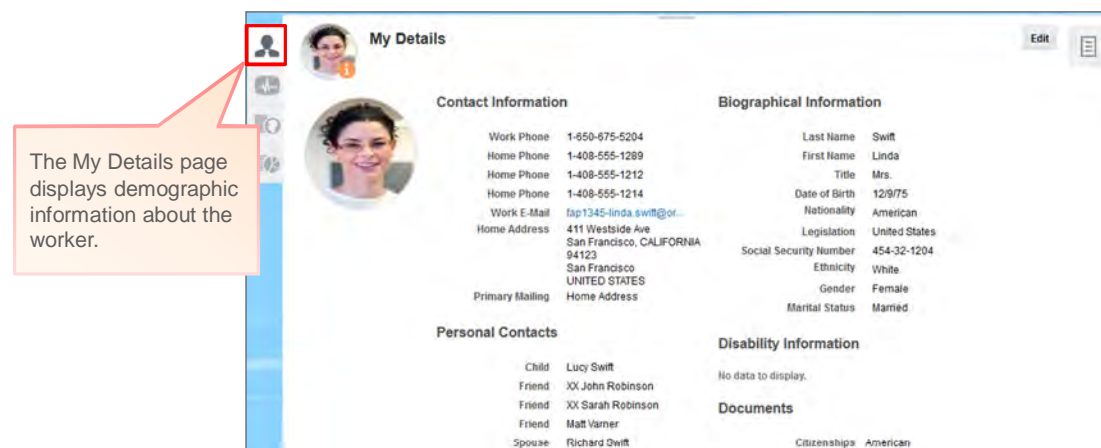 My Details
Edit
The My Details page
displays demographic
information about the
worker.
Contact Information
Work Phone 1-650-675-5204
Home Phone 1-408-555-1289
Home Phone 1-408-555-1212
Home Phone 1-408-555-1214
Work E-Mail fap1345-linda.swift@or...
Home Address 411 Westside Ave
San Francisco, CALIFORNIA
94123
San Francisco
UNITED STATES
Primary Mailing Home Address
Personal Contacts
Child Lucy Swift
Friend XX John Robinson
Friend XX Sarah Robinson
Friend Matt Varner
Spouse Richard Swift
Biographical Information
Last Name Swift
First Name Linda
Title Mrs.
Date of Birth 12/9/75
Nationality American
Legislation United States
Social Security Number 454-32-1204
Ethnicity White
Gender Female
Marital Status Married
Disability Information
No data to display.
Documents
Citizenships American